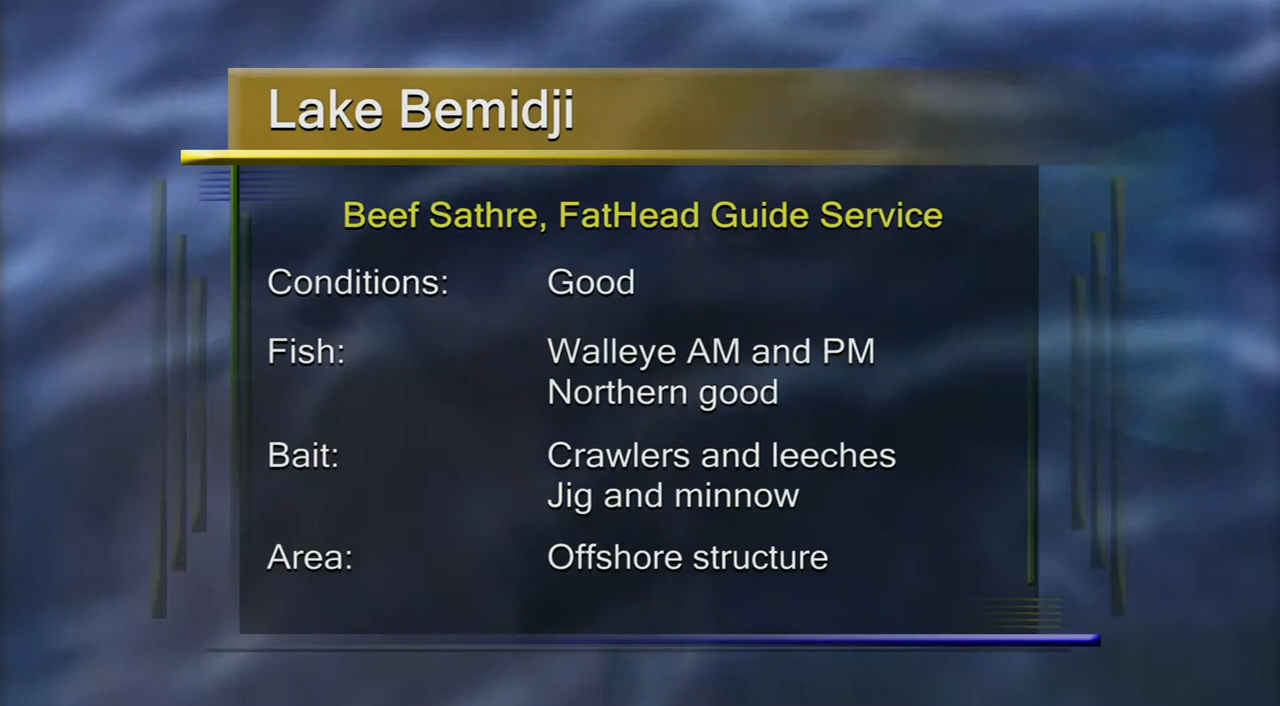 Lake Bemidji
Beef Sathre, FatHead Guide Service
Conditions: Good
Fish: Walleye AM and PM
Northern good
Bait: Crawlers and leeches
Jig and minnow
Area: Offshore structure